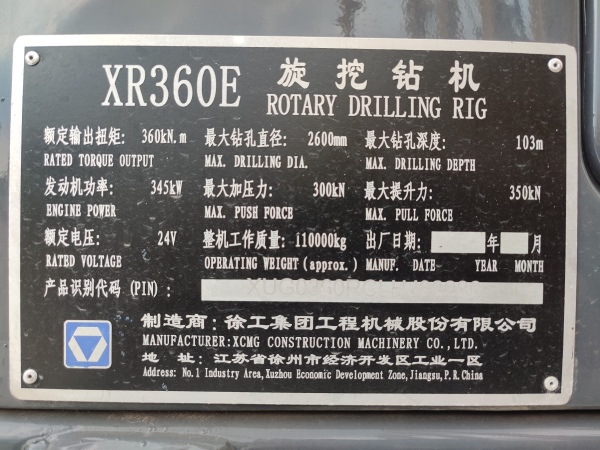 XR360E 旋挖钻机
ROTARY DRILLING RIG
额定输出扭矩: 360kN.m 最大钻孔直径: 2600mm 最大钻孔深度: 103m
RATED TORQUE OUTPUT MAX. DRILLING DIA. MAX. DRILLING DEPTH
发动机功率: 345kW 最大加压力: 300kN 最大提升力: 350kN
ENGINE POWER MAX. PUSH FORCE MAX. PULL FORCE
额定电压: 24V 整机工作质量: 110000kg 出厂日期: 年 月
RATED VOLTAGE OPERATING WEIGHT (approx.) MANUF. DATE YEAR MONTH
产品识别代码 (PIN):
制造商: 徐工集团工程机械股份有限公司
MANUFACTURER:XCMG CONSTRUCTION MACHINERY CO., LTD.
地 址: 江苏省徐州市经济开发区工业一区
Address: No.1 Industry Area, Xuzhou Economic Development Zone, Jiangsu, P.R.China